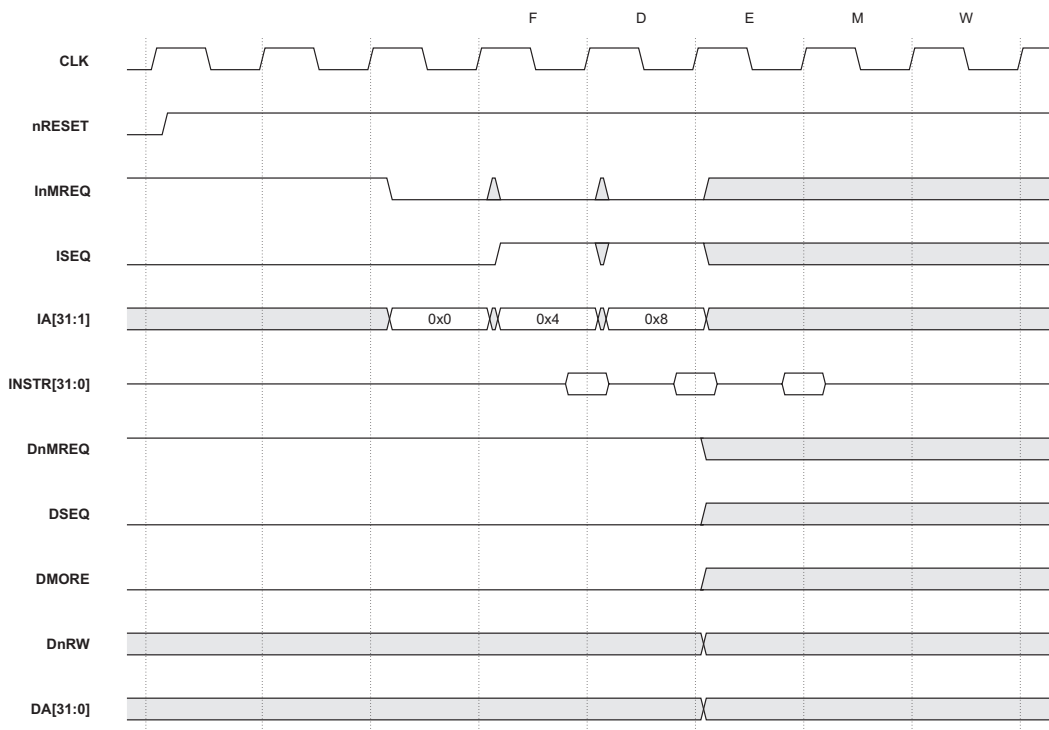 F D E M W
CLK
nRESET
InMREQ
ISEQ
IA[31:1] 0x0 0x4 0x8
INSTR[31:0]
DnMREQ
DSEQ
DMORE
DnRW
DA[31:0]